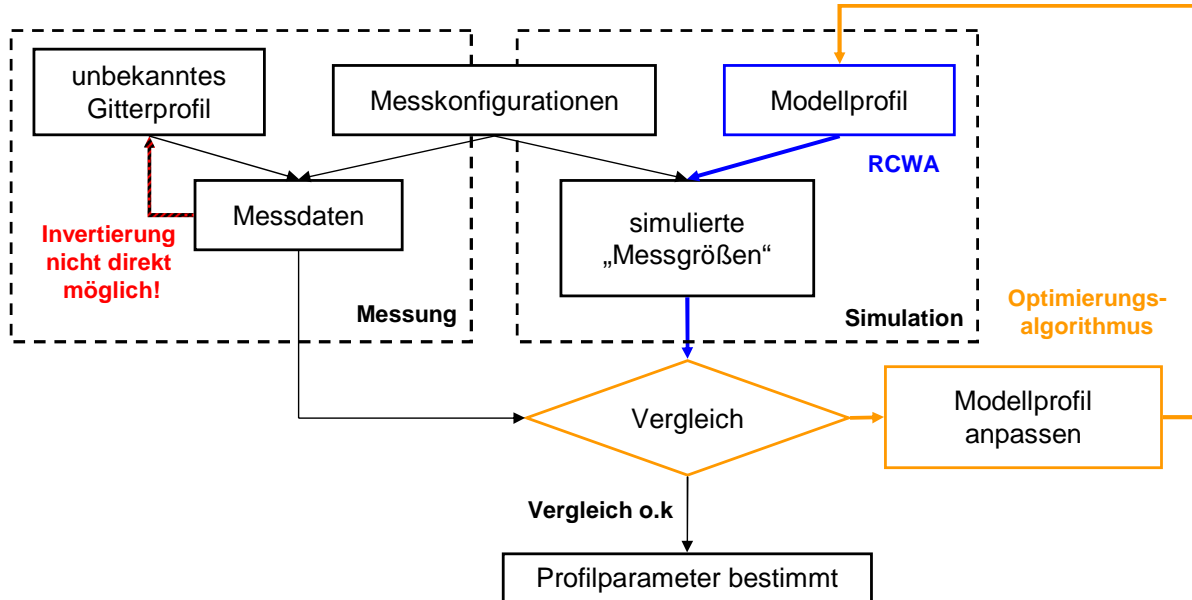 unbekanntes
Gitterprofil
Messkonfigurationen
Modellprofil
RCWA
Messdaten
simulierte
„Messgrößen“
Invertierung
nicht direkt
möglich!
Messung
Simulation
Optimierungs-
algorithmus
Vergleich
Modellprofil
anpassen
Vergleich o.k
Profilparameter bestimmt